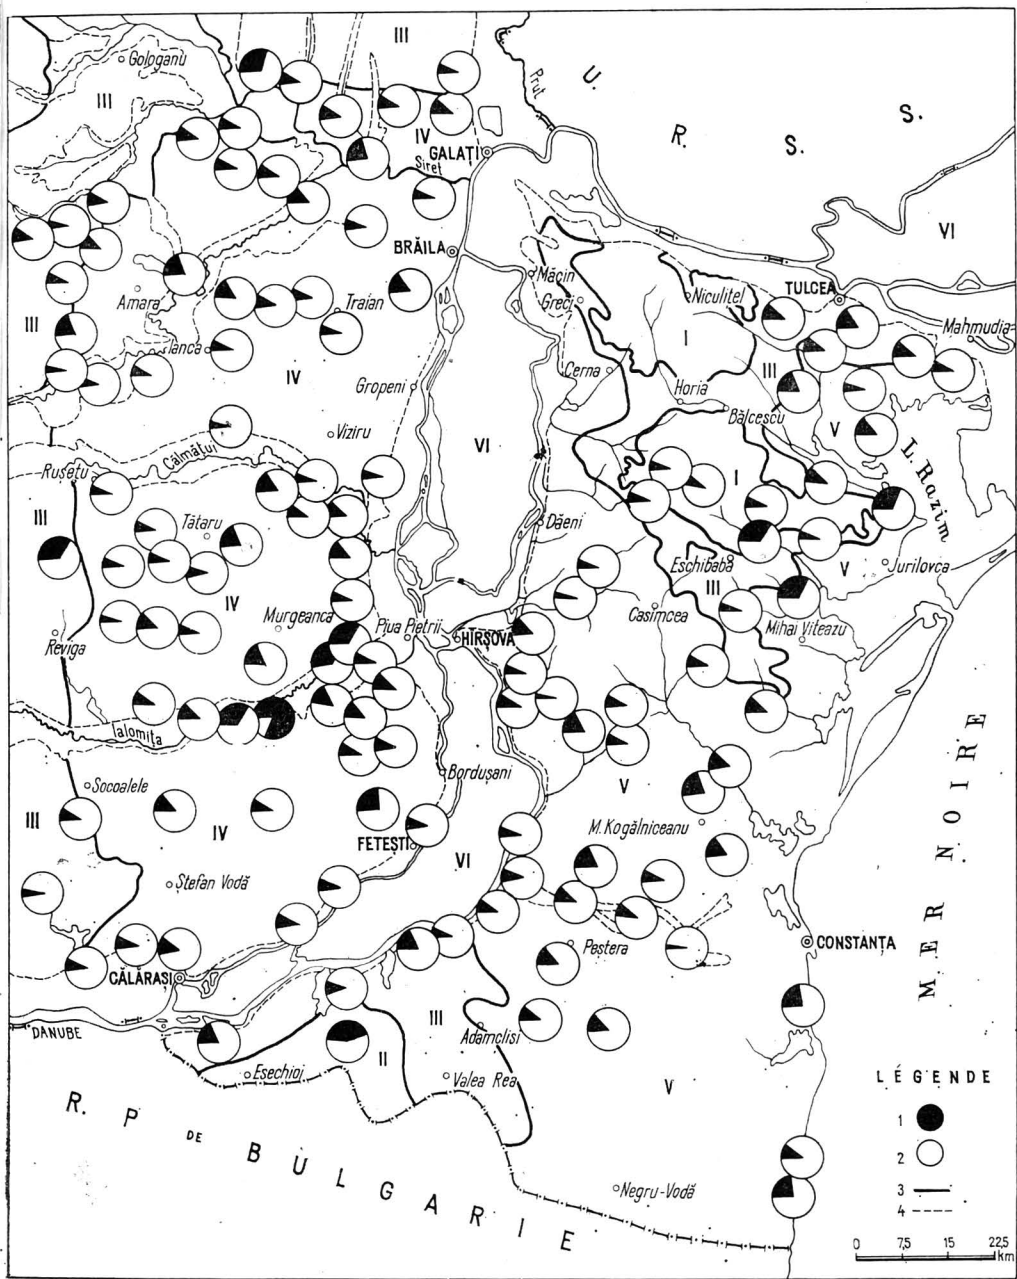 III
Gologanu
Prut
U. R. S. S.
III
IV
GALAȚI
Siret
VI
BRĂILA
Măcin
Niculițel
TULCEA
Greci
Amara
Traian
Mahmudia
III
I
Ianca
IV
Cerna
III
Gropeni
Horia
Bălcescu
V
Viziru
VI
Călmățui
L. Razim
Rușețu
I
III
Tătaru
Dăeni
Eschibaba
V
Jurilovca
IV
III
Murgeanca
Piua Pietrii
HÎRȘOVA
Casimcea
Mihai Viteazu
Reviga
Ialomița
Bordușani
Socoalele
V
III
IV
M. Kogălniceanu
FETEȘTI
VI
Ștefan Vodă
MER NOIRE
Peștera
CONSTANȚA
CĂLĂRAȘI
III
DANUBE
Adamclisi
II
Esechioi
Valea Rea
V
LÉGENDE
1
2
3
4
R. P. DE BULGARIE
Negru-Vodă
0 7,5 15 22,5 km